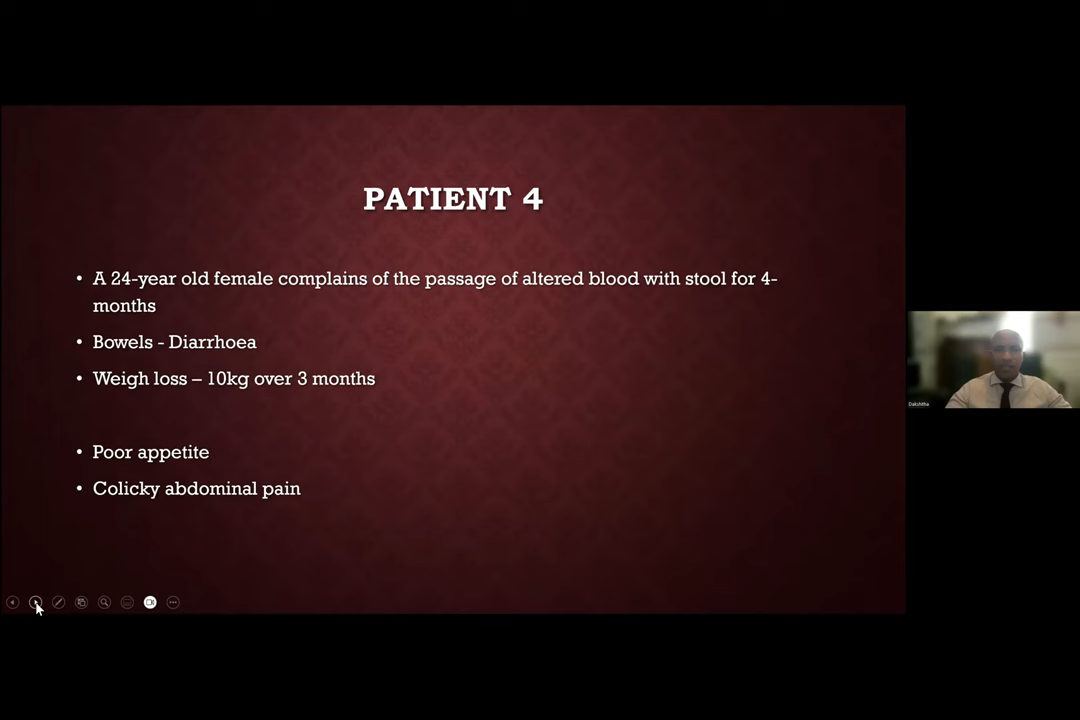 PATIENT 4
• A 24-year old female complains of the passage of altered blood with stool for 4-
months
• Bowels - Diarrhoea
• Weigh loss – 10kg over 3 months
• Poor appetite
• Colicky abdominal pain
Dakshitha